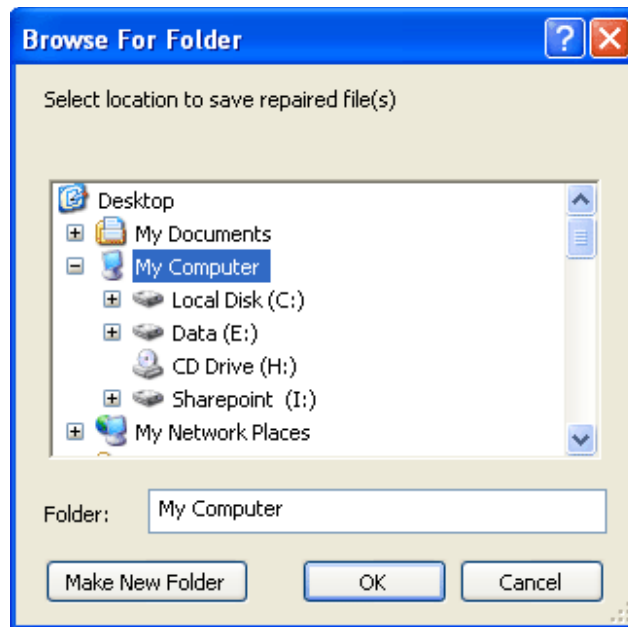 Browse For Folder
Select location to save repaired file(s)
Desktop
My Documents
My Computer
Local Disk (C:)
Data (E:)
CD Drive (H:)
Sharepoint (I:)
My Network Places
Folder: My Computer
Make New Folder OK Cancel